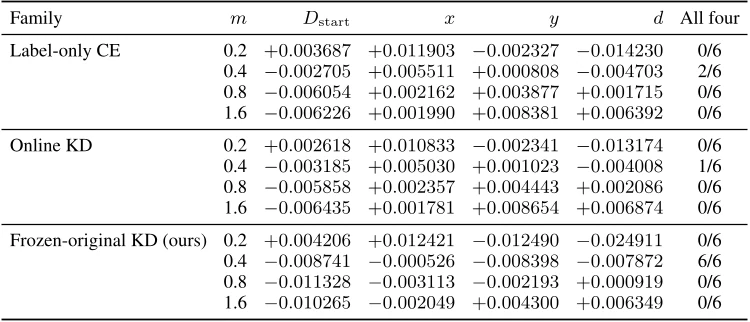 Family m D_start x y d All four
Label-only CE 0.2 +0.003687 +0.011903 −0.002327 −0.014230 0/6
0.4 −0.002705 +0.005511 +0.000808 −0.004703 2/6
0.8 −0.006054 +0.002162 +0.003877 +0.001715 0/6
1.6 −0.006226 +0.001990 +0.008381 +0.006392 0/6
Online KD 0.2 +0.002618 +0.010833 −0.002341 −0.013174 0/6
0.4 −0.003185 +0.005030 +0.001023 −0.004008 1/6
0.8 −0.005858 +0.002357 +0.004443 +0.002086 0/6
1.6 −0.006435 +0.001781 +0.008654 +0.006874 0/6
Frozen-original KD (ours) 0.2 +0.004206 +0.012421 −0.012490 −0.024911 0/6
0.4 −0.008741 −0.000526 −0.008398 −0.007872 6/6
0.8 −0.011328 −0.003113 −0.002193 +0.000919 0/6
1.6 −0.010265 −0.002049 +0.004300 +0.006349 0/6